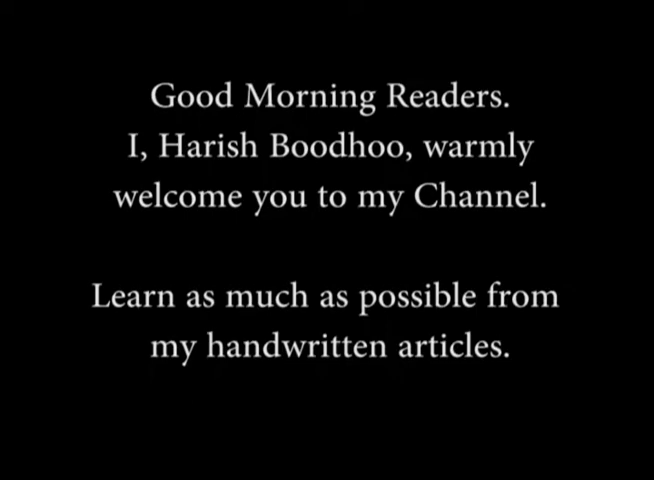 Good Morning Readers.
I, Harish Boodhoo, warmly
welcome you to my Channel.
Learn as much as possible from
my handwritten articles.